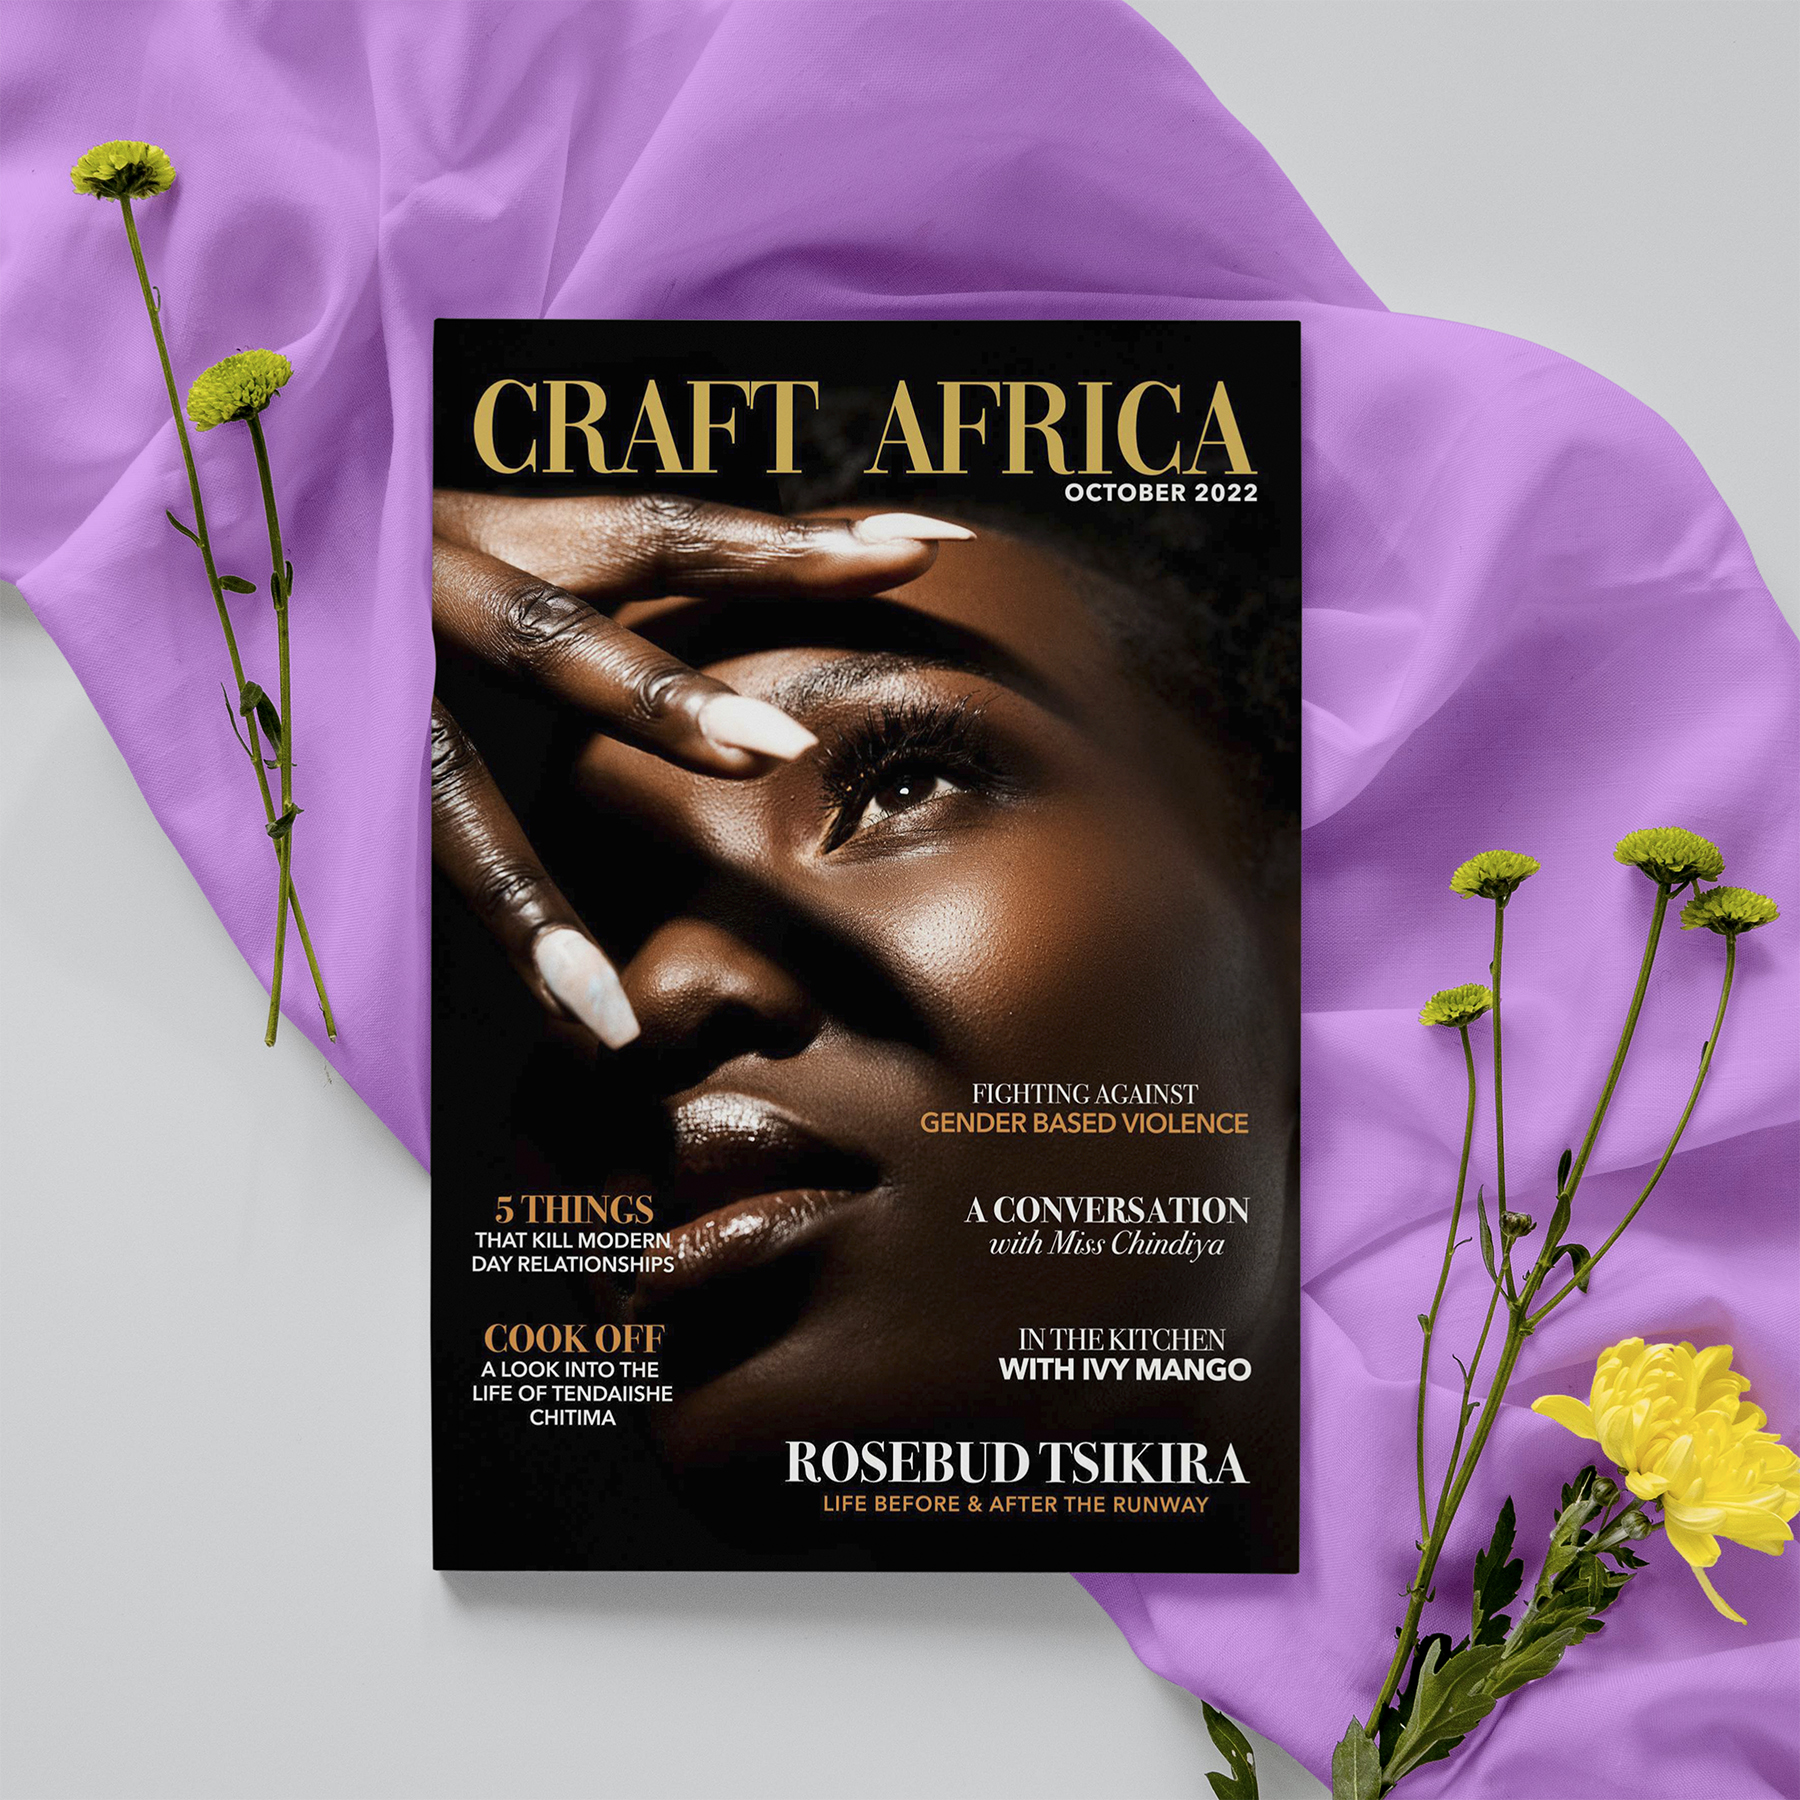 CRAFT AFRICA
OCTOBER 2022
FIGHTING AGAINST
GENDER BASED VIOLENCE
5 THINGS
THAT KILL MODERN
DAY RELATIONSHIPS
A CONVERSATION
with Miss Chindiya
COOK OFF
A LOOK INTO THE
LIFE OF TENDAIISHE
CHITIMA
IN THE KITCHEN
WITH IVY MANGO
ROSEBUD TSIKIRA
LIFE BEFORE & AFTER THE RUNWAY